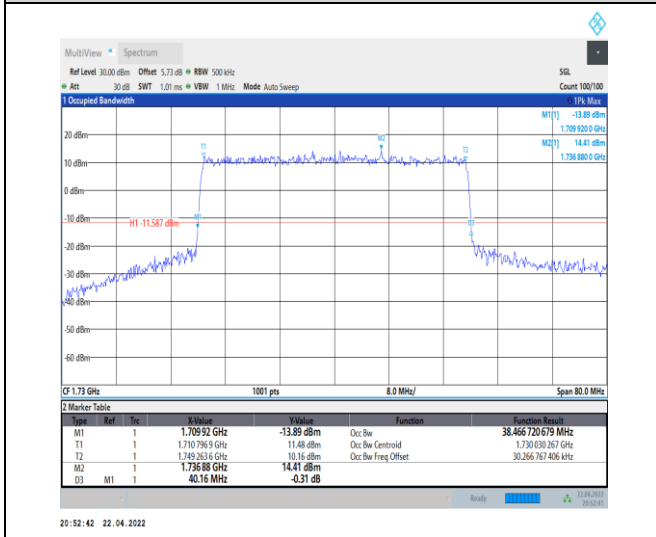 MultiView Spectrum
Ref Level 30.00 dBm Offset 5.73 dB RBW 500 kHz SGL
Att 30 dB SWT 1.01 ms VBW 1 MHz Mode Auto Sweep Count 100/100
1 Occupied Bandwidth 1Pk Max
M1[1] -13.89 dBm
1.709 920 0 GHz
M2[1] 14.41 dBm
1.736 880 0 GHz
20 dBm
T1
M2
T2
10 dBm
0 dBm
-10 dBm
M1
H1 -11.587 dBm
D3
-20 dBm
-30 dBm
-40 dBm
-50 dBm
-60 dBm
CF 1.73 GHz 1001 pts 8.0 MHz/ Span 80.0 MHz
2 Marker Table
Type Ref Trc X-Value Y-Value Function Function Result
M1 1 1.709 92 GHz -13.89 dBm Occ Bw 38.466 720 679 MHz
T1 1 1.710 796 9 GHz 11.48 dBm Occ Bw Centroid 1.730 030 267 GHz
T2 1 1.749 263 6 GHz 10.16 dBm Occ Bw Freq Offset 30.266 767 406 kHz
M2 1 1.736 88 GHz 14.41 dBm
D3 M1 1 40.16 MHz -0.31 dB
Ready 22.04.2022
20:52:41
20:52:42 22.04.2022